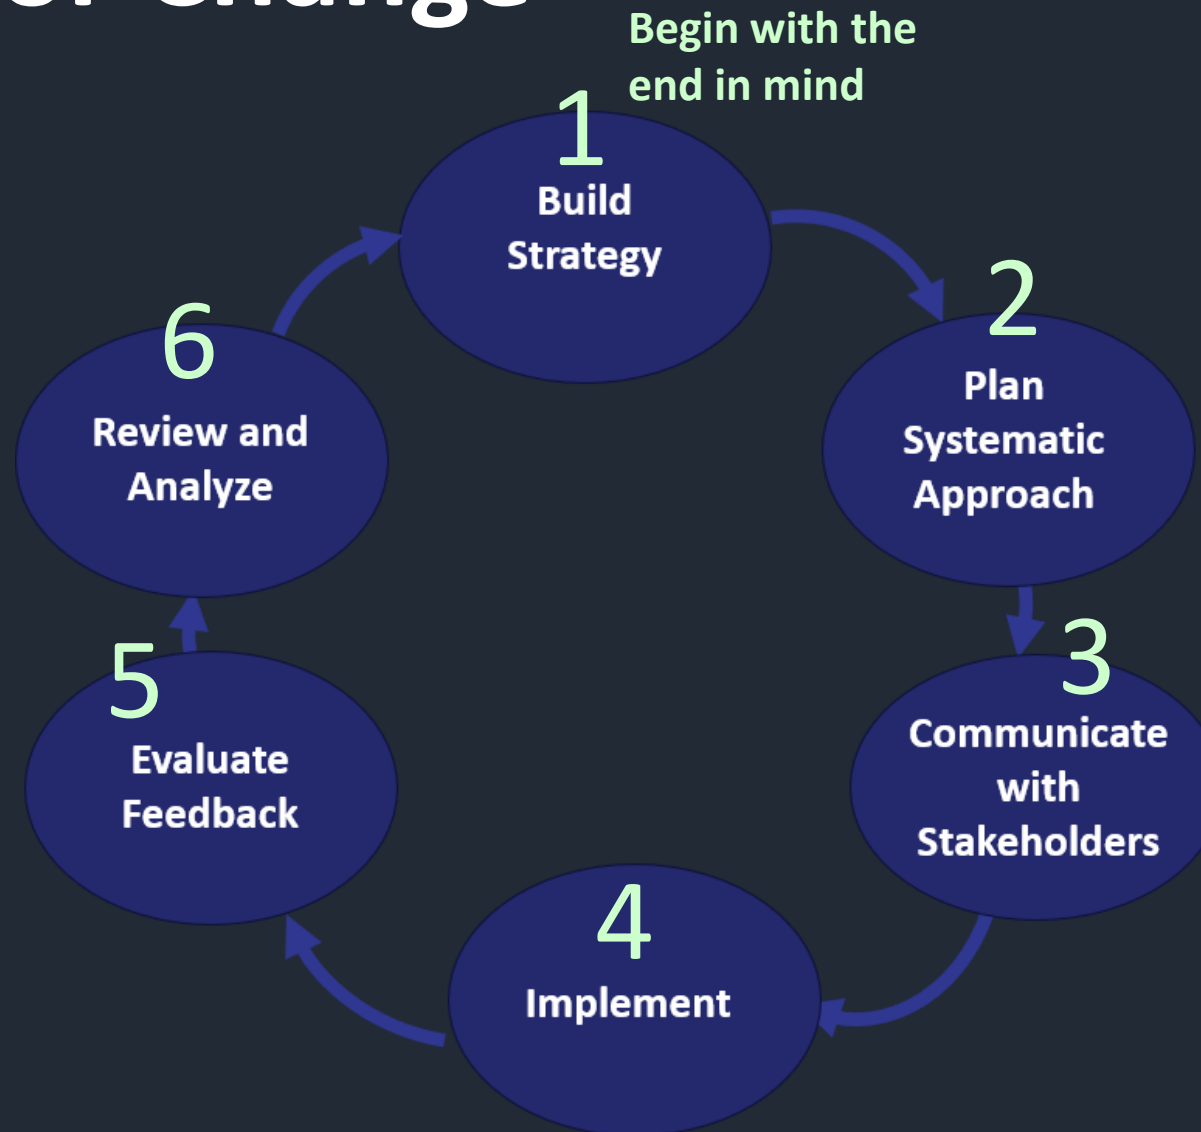 Change
Begin with the
end in mind
1
Build
Strategy
2
Plan
Systematic
Approach
3
Communicate
with
Stakeholders
4
Implement
5
Evaluate
Feedback
6
Review and
Analyze